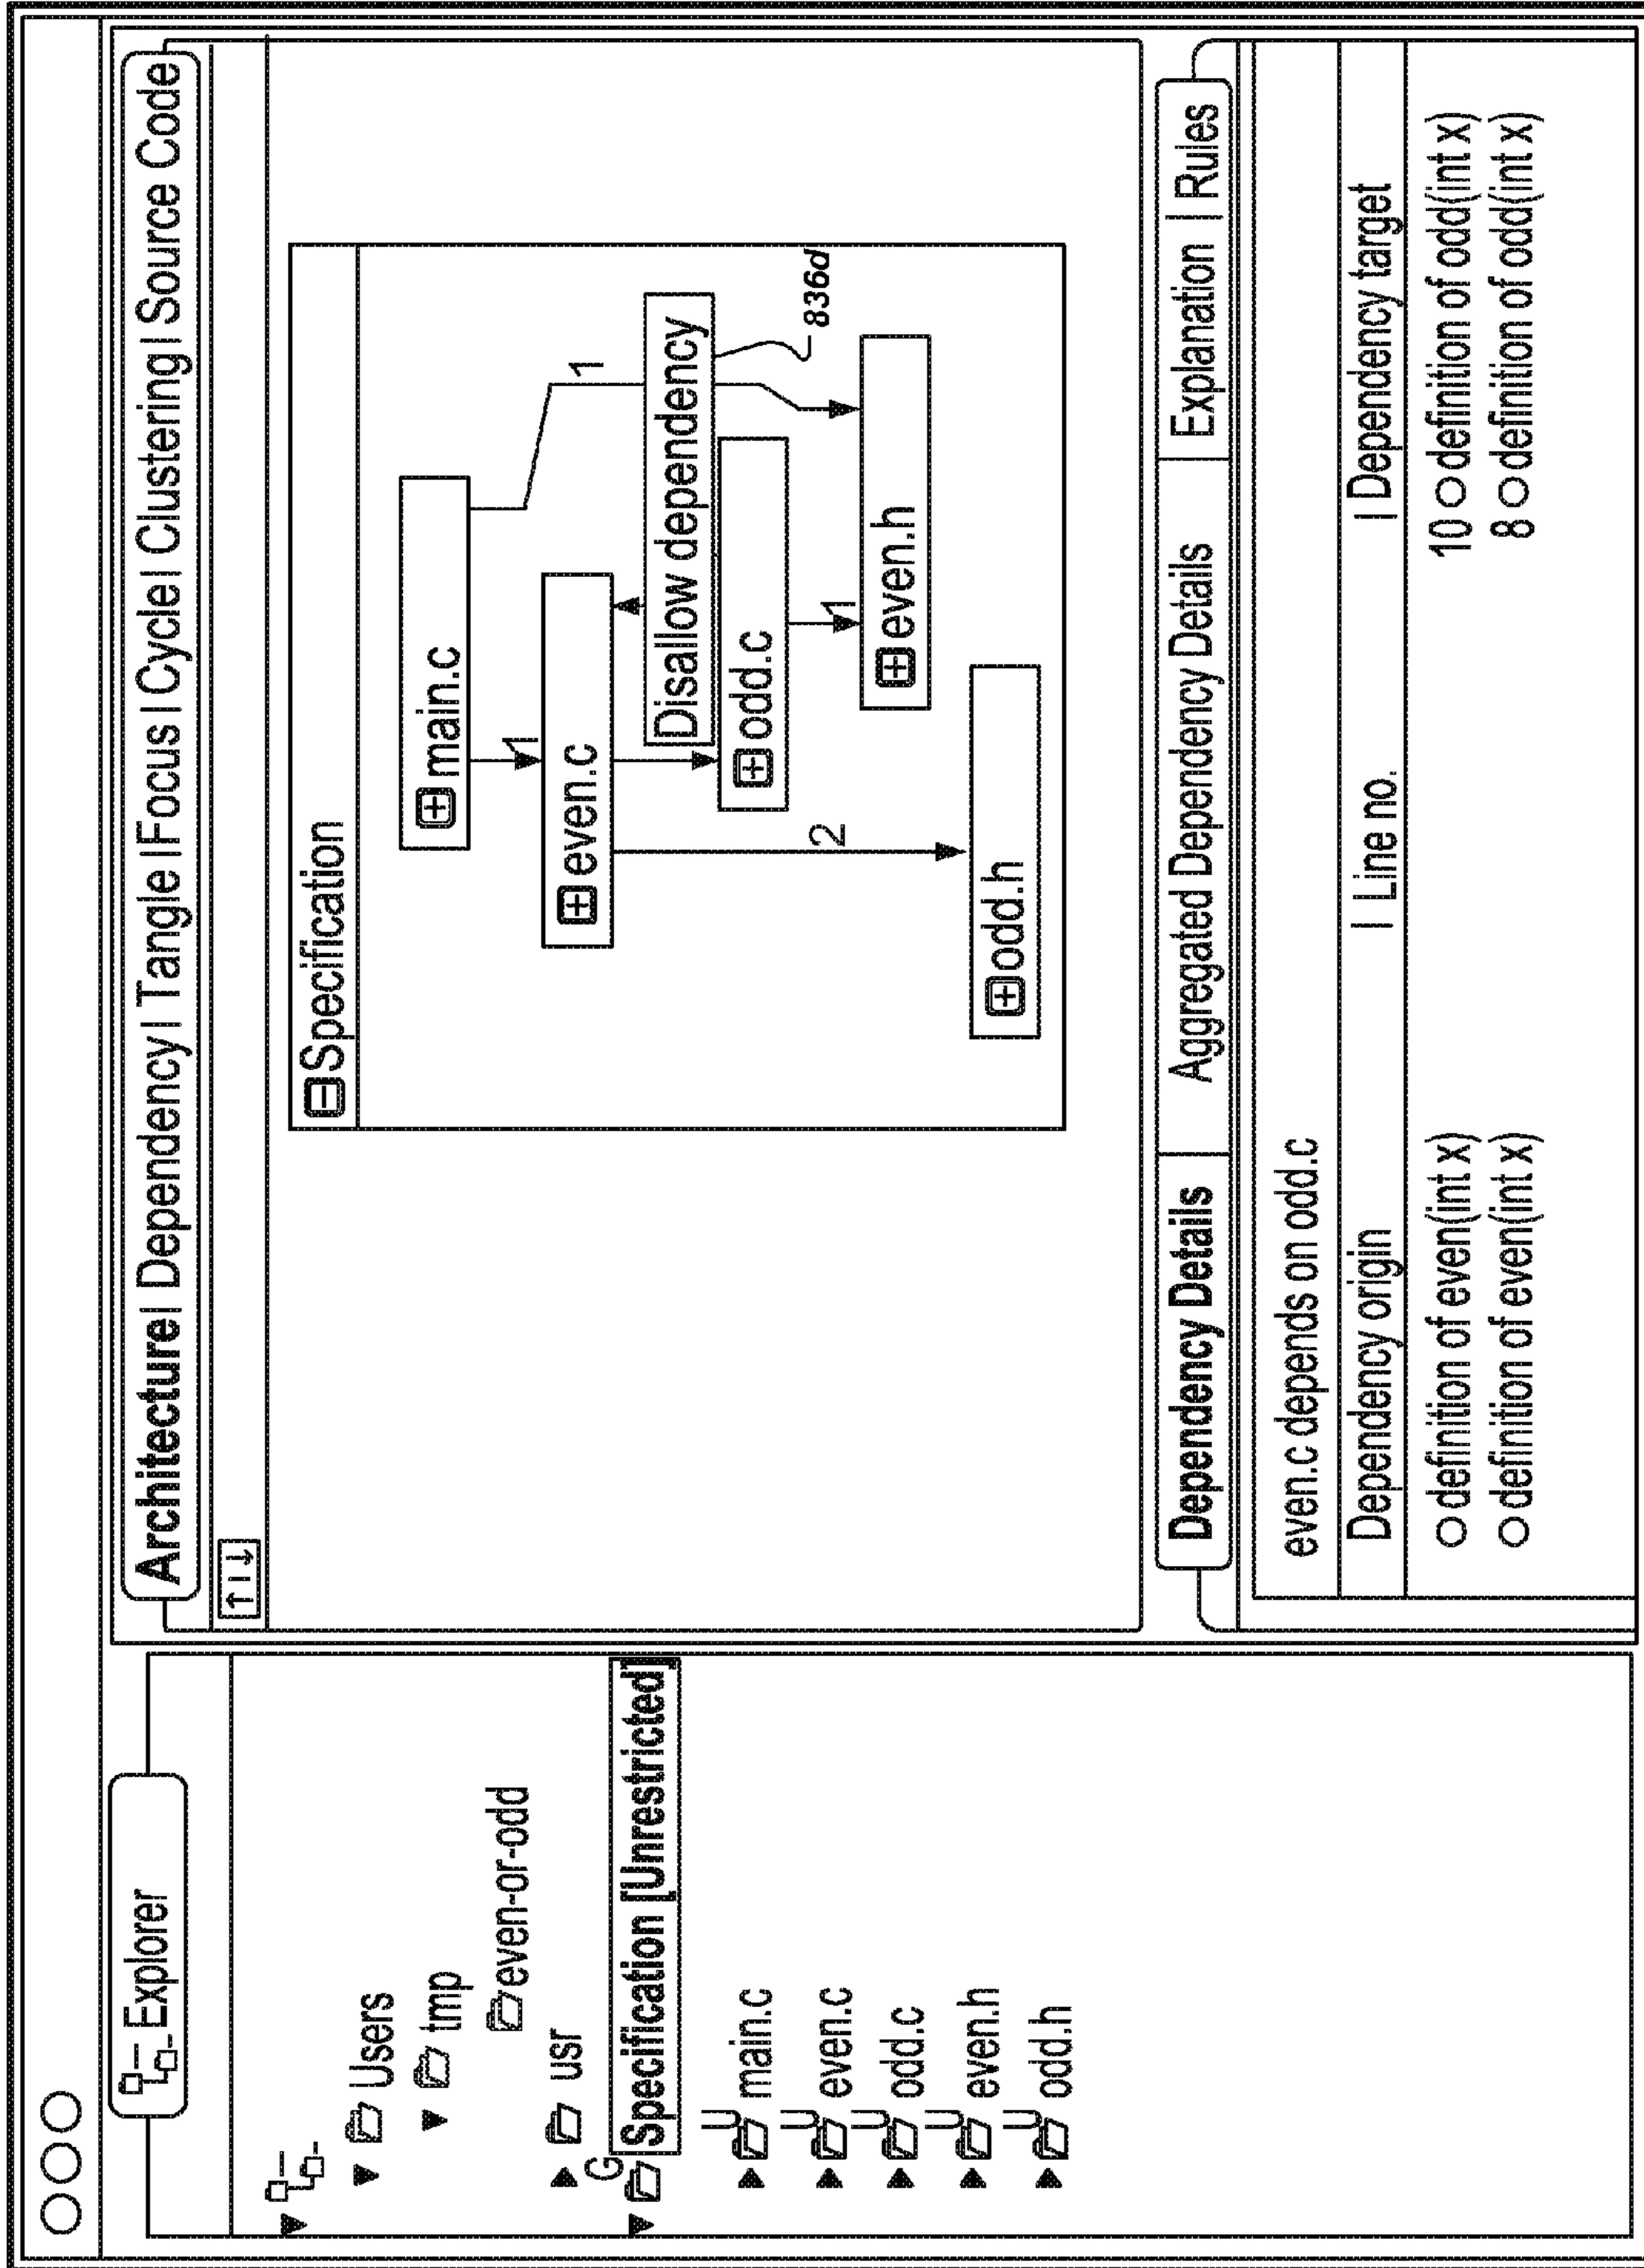 Explorer
Users
tmp
even-or-odd
usr
G
Specification [Unrestricted]
main.c
even.c
odd.c
even.h
odd.h
Architecture| Dependency| Tangle |Focus |Cycle| Clustering| Source Code
Specification
main.c
1
1
even.c
Disallow dependency
836d
odd.c
2
1
even.h
odd.h
Dependency Details Aggregated Dependency Details Explanation | Rules
even.c depends on odd.c
Dependency origin | Line no. | Dependency target
definition of even(int x) 10 definition of odd(int x)
definition of even(int x) 8 definition of odd(int x)